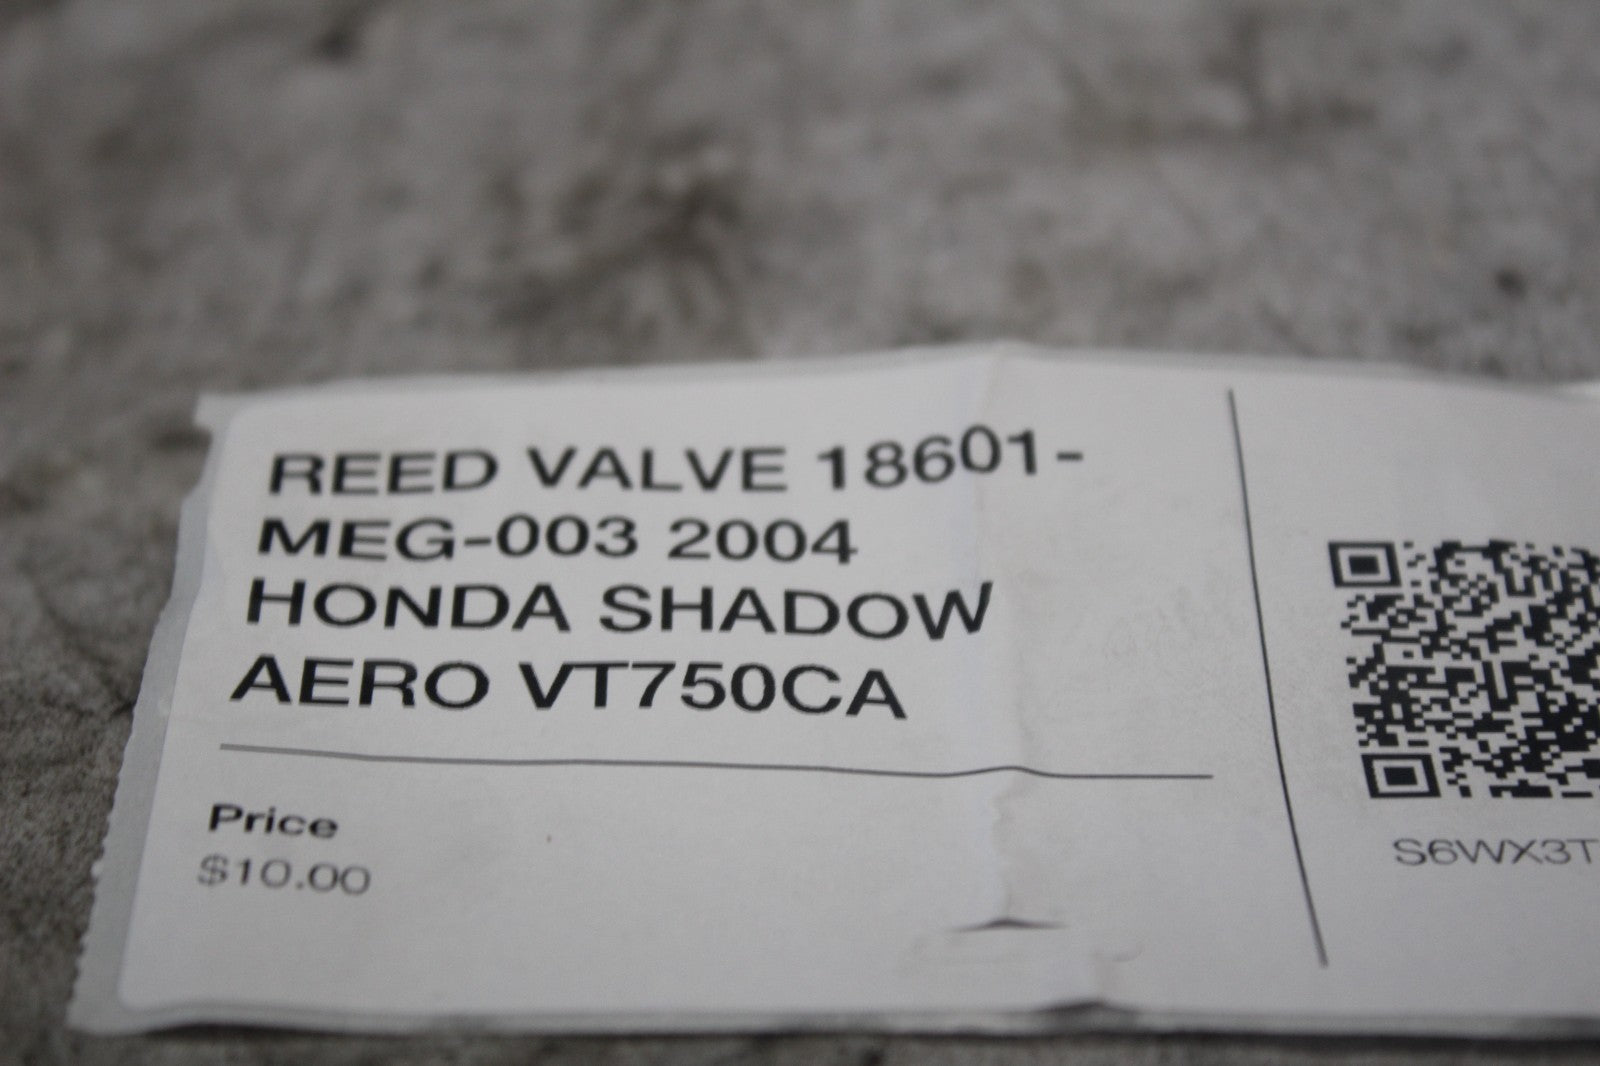 REED VALVE 18601-
MEG-003 2004
HONDA SHADOW
AERO VT750CA
Price
$10.00
S6WX3T